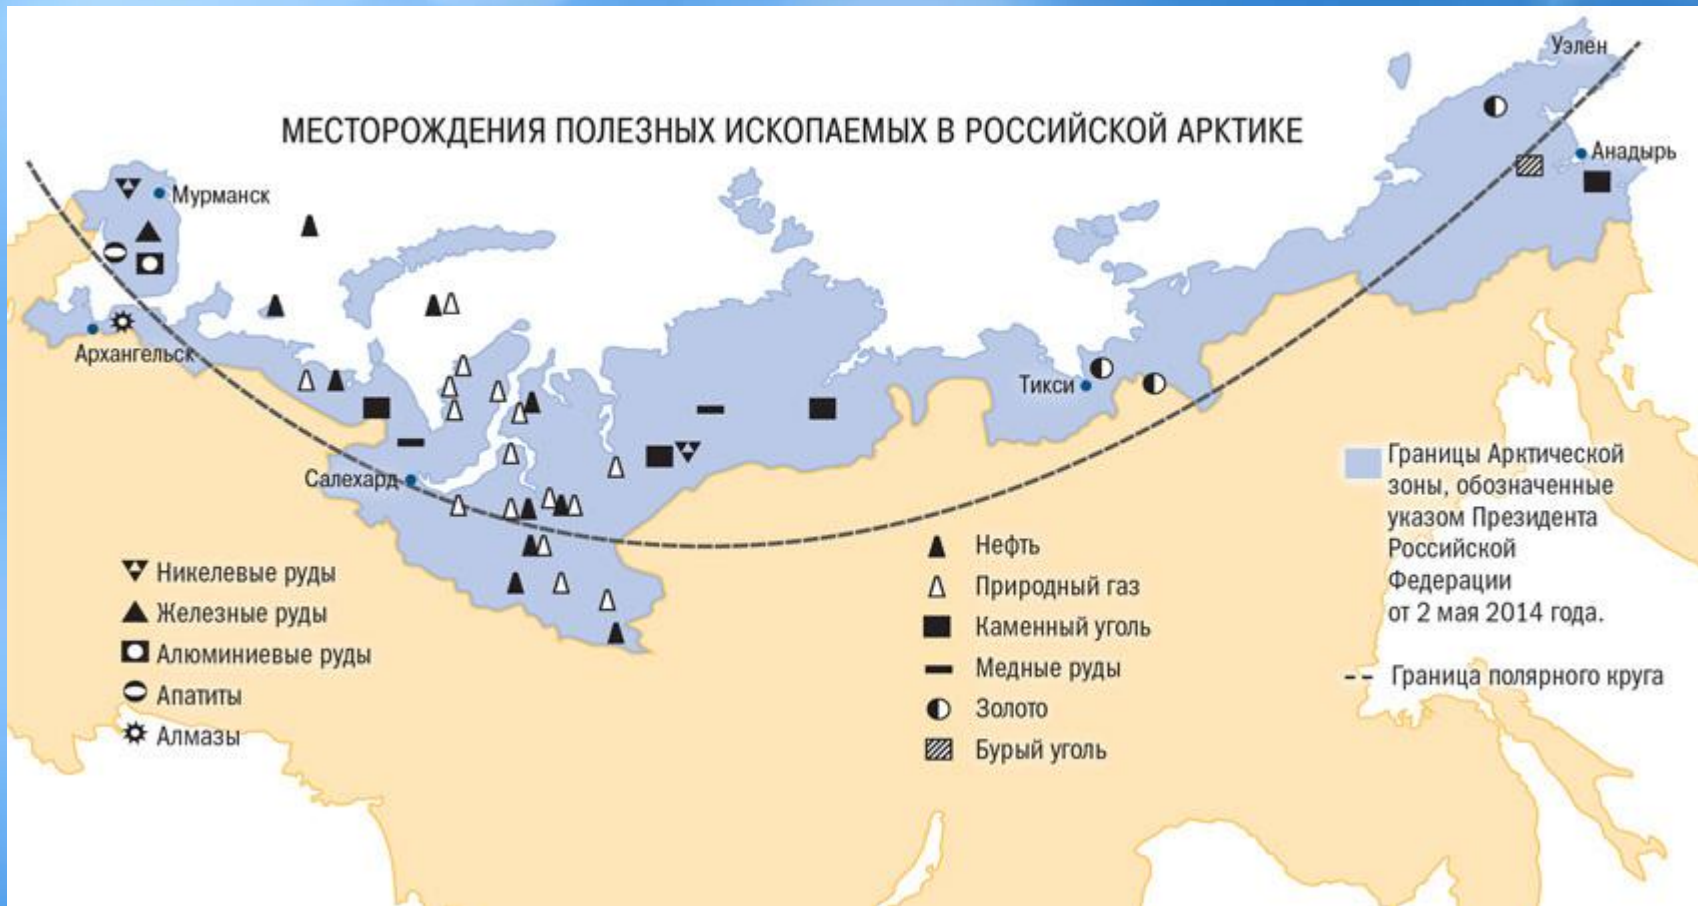 МЕСТОРОЖДЕНИЯ ПОЛЕЗНЫХ ИСКОПАЕМЫХ В РОССИЙСКОЙ АРКТИКЕ
Уэлен
Анадырь
Мурманск
Архангельск
Тикси
Салехард
Никелевые руды
Железные руды
Алюминиевые руды
Апатиты
Алмазы
Нефть
Природный газ
Каменный уголь
Медные руды
Золото
Бурый уголь
Границы Арктической
зоны, обозначенные
указом Президента
Российской
Федерации
от 2 мая 2014 года.
Граница полярного круга